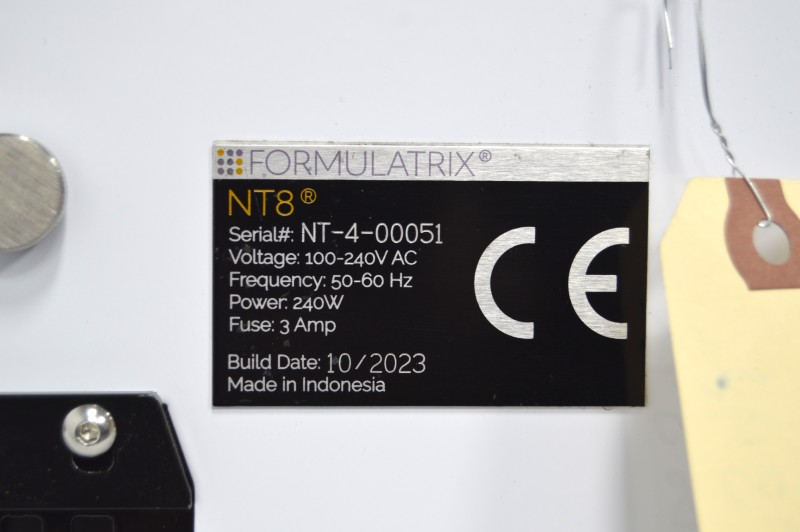 FORMULATRIX®
NT8®
Serial#: NT-4-00051
Voltage: 100-240V AC
Frequency: 50-60 Hz
Power: 240W
Fuse: 3 Amp
Build Date: 10/2023
Made in Indonesia
CE